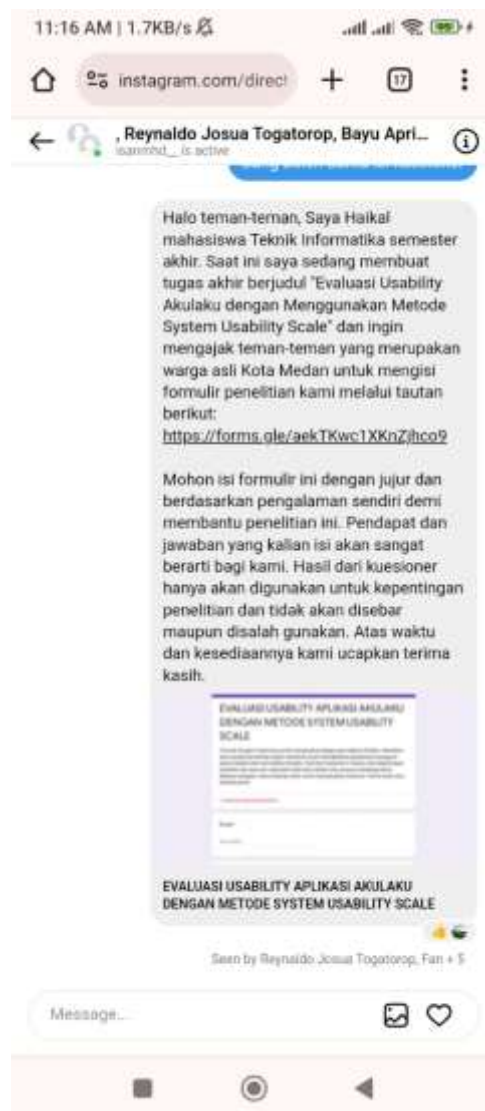 11:16 AM | 1.7KB/s
instagram.com/direct
17
, Reynaldo Josua Togatorop, Bayu Apri...
isanmhd__ is active
Halo teman-teman, Saya Haikal
mahasiswa Teknik Informatika semester
akhir. Saat ini saya sedang membuat
tugas akhir berjudul "Evaluasi Usability
Akulaku dengan Menggunakan Metode
System Usability Scale" dan ingin
mengajak teman-teman yang merupakan
warga asli Kota Medan untuk mengisi
formulir penelitian kami melalui tautan
berikut:
https://forms.gle/aekTKwc1XKnZjhco9
Mohon isi formulir ini dengan jujur dan
berdasarkan pengalaman sendiri demi
membantu penelitian ini. Pendapat dan
jawaban yang kalian isi akan sangat
berarti bagi kami. Hasil dari kuesioner
hanya akan digunakan untuk kepentingan
penelitian dan tidak akan disebar
maupun disalah gunakan. Atas waktu
dan kesediaannya kami ucapkan terima
kasih.
EVALUASI USABILITY APLIKASI AKULAKU
DENGAN METODE SYSTEM USABILITY
SCALE
EVALUASI USABILITY APLIKASI AKULAKU
DENGAN METODE SYSTEM USABILITY SCALE
Seen by Reynaldo Josua Togatorop, Fan + 5
Message...